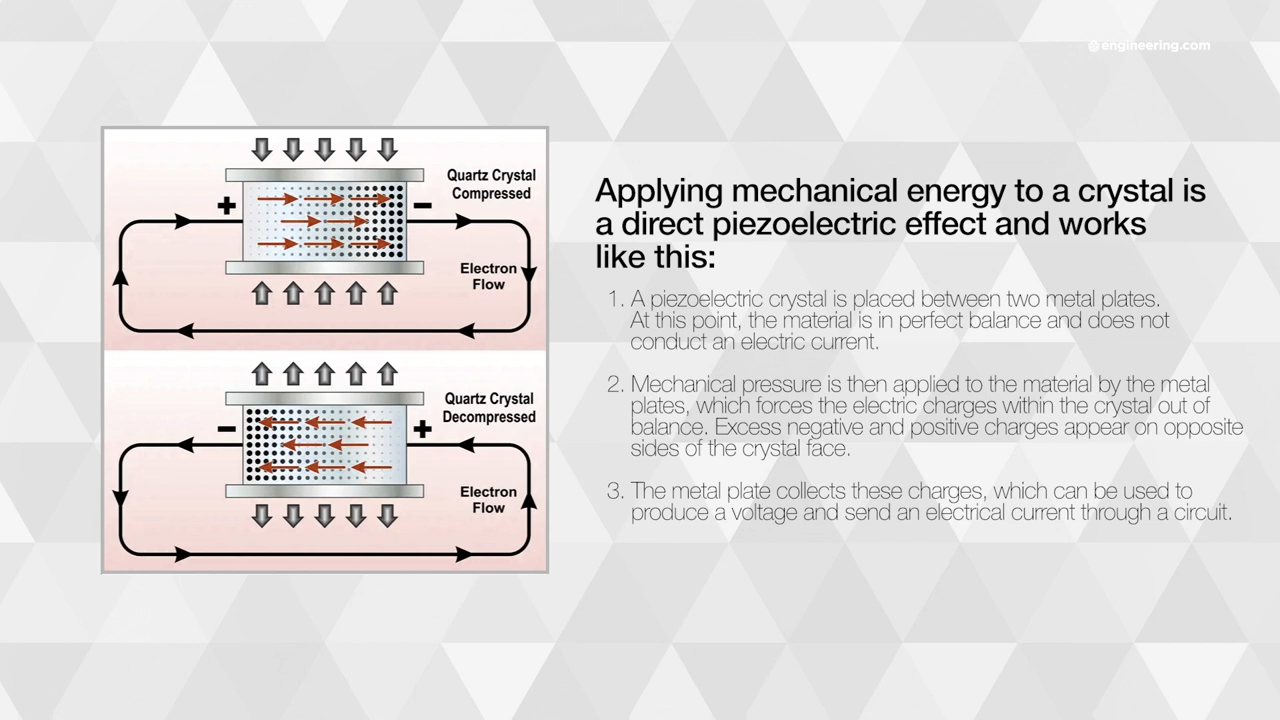 engineering.com
+
−
Quartz Crystal
Compressed
Electron
Flow
−
+
Quartz Crystal
Decompressed
Electron
Flow
Applying mechanical energy to a crystal is
a direct piezoelectric effect and works
like this:
1. A piezoelectric crystal is placed between two metal plates.
At this point, the material is in perfect balance and does not
conduct an electric current.
2. Mechanical pressure is then applied to the material by the metal
plates, which forces the electric charges within the crystal out of
balance. Excess negative and positive charges appear on opposite
sides of the crystal face.
3. The metal plate collects these charges, which can be used to
produce a voltage and send an electrical current through a circuit.